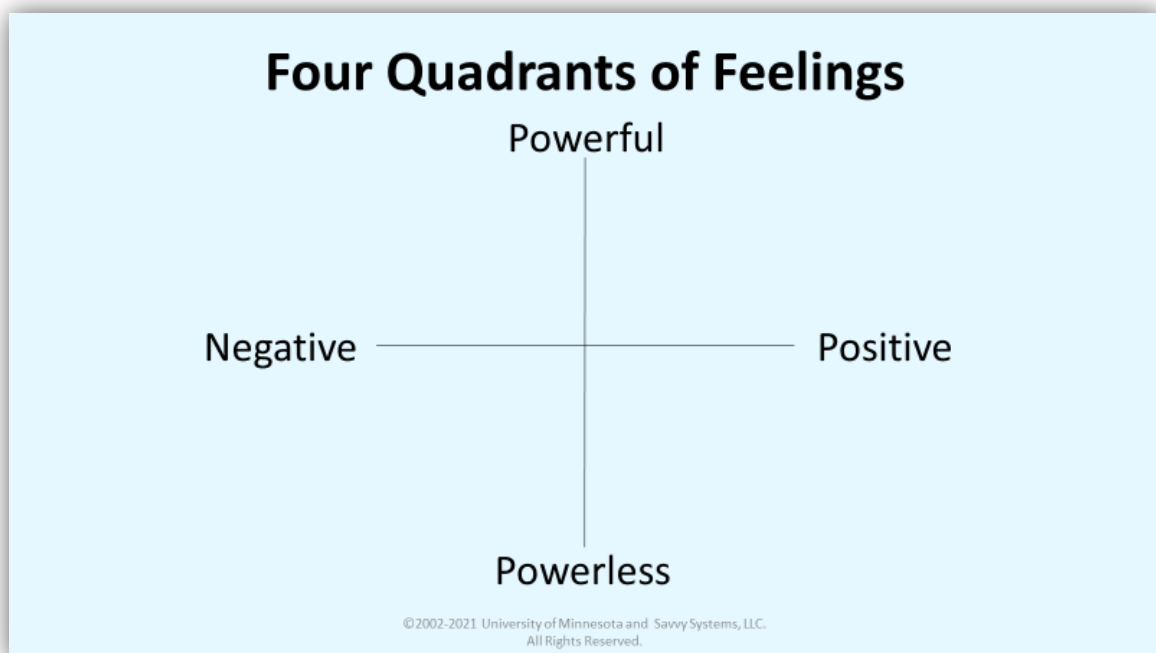 Four Quadrants of Feelings
Powerful
Negative
Positive
Powerless
©2002-2021 University of Minnesota and Savvy Systems, LLC.
All Rights Reserved.